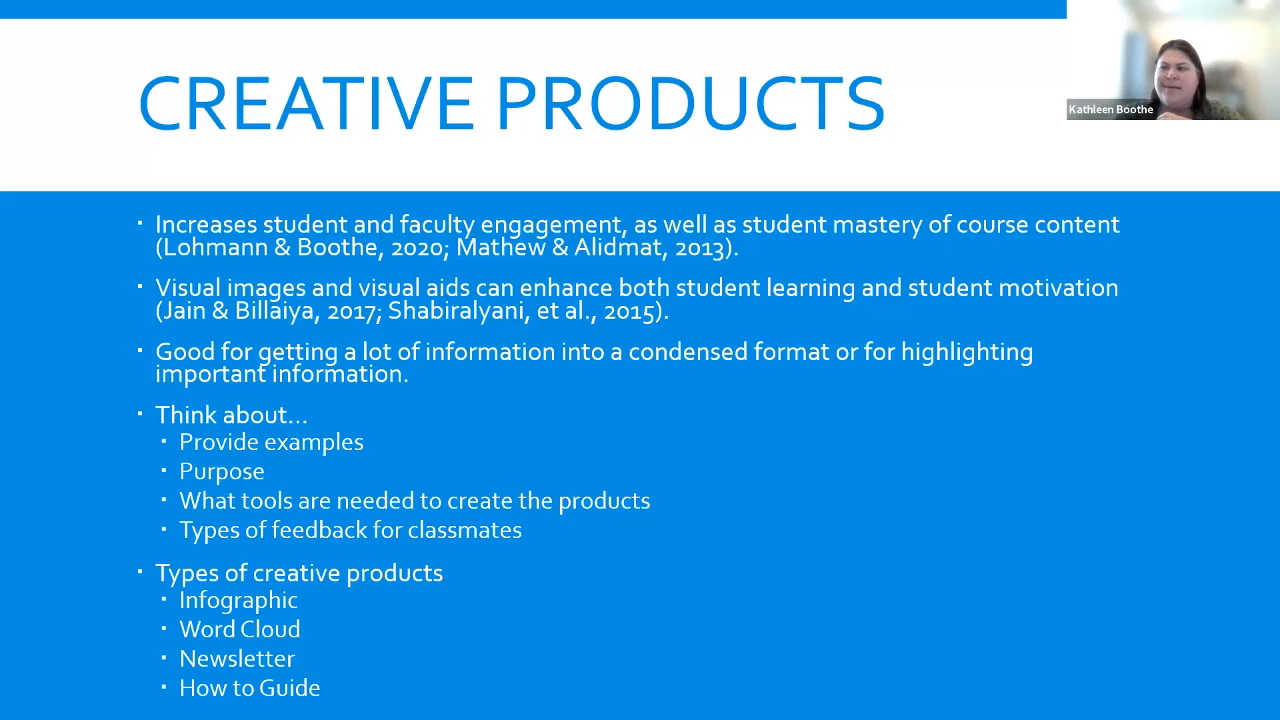 CREATIVE PRODUCTS
Kathleen Boothe
▪ Increases student and faculty engagement, as well as student mastery of course content
(Lohmann & Boothe, 2020; Mathew & Alidmat, 2013).
▪ Visual images and visual aids can enhance both student learning and student motivation
(Jain & Billaiya, 2017; Shabiralyani, et al., 2015).
▪ Good for getting a lot of information into a condensed format or for highlighting
important information.
▪ Think about…
▪ Provide examples
▪ Purpose
▪ What tools are needed to create the products
▪ Types of feedback for classmates
▪ Types of creative products
▪ Infographic
▪ Word Cloud
▪ Newsletter
▪ How to Guide